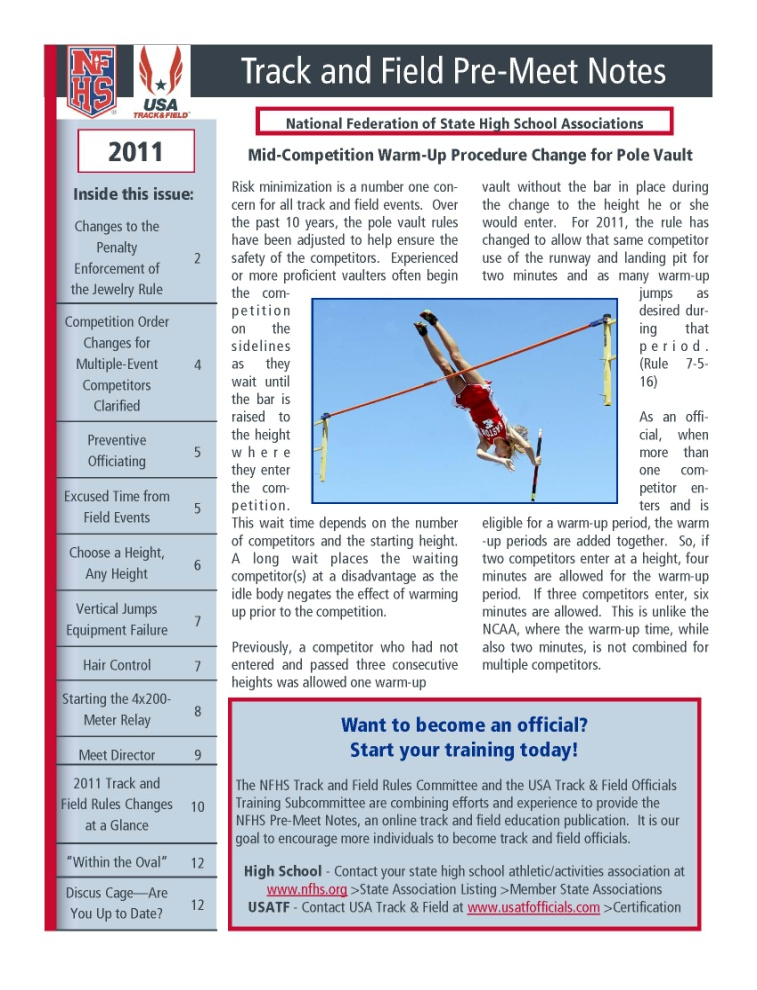 NF
HS
USA
TRACK&FIELD
Track and Field Pre-Meet Notes
National Federation of State High School Associations
2011
Inside this issue:
Changes to the
Penalty
Enforcement of
the Jewelry Rule
2
Competition Order
Changes for
Multiple-Event
Competitors
Clarified
4
Preventive
Officiating
5
Excused Time from
Field Events
5
Choose a Height,
Any Height
6
Vertical Jumps
Equipment Failure
7
Hair Control
7
Starting the 4x200-
Meter Relay
8
Meet Director
9
2011 Track and
Field Rules Changes
at a Glance
10
"Within the Oval"
12
Discus Cage—Are
You Up to Date?
12
Mid-Competition Warm-Up Procedure Change for Pole Vault
Risk minimization is a number one con-
cern for all track and field events. Over
the past 10 years, the pole vault rules
have been adjusted to help ensure the
safety of the competitors. Experienced
or more proficient vaulters often begin
the com-
petition
on the
sidelines
as they
wait until
the bar is
raised to
the height
where
they enter
the com-
petition.
This wait time depends on the number
of competitors and the starting height.
A long wait places the waiting
competitor(s) at a disadvantage as the
idle body negates the effect of warming
up prior to the competition.
Previously, a competitor who had not
entered and passed three consecutive
heights was allowed one warm-up
vault without the bar in place during
the change to the height he or she
would enter. For 2011, the rule has
changed to allow that same competitor
use of the runway and landing pit for
two minutes and as many warm-up
jumps as
desired dur-
ing that
period.
(Rule 7-5-
16)
As an offi-
cial, when
more than
one com-
petitor en-
ters and is
eligible for a warm-up period, the warm
-up periods are added together. So, if
two competitors enter at a height, four
minutes are allowed for the warm-up
period. If three competitors enter, six
minutes are allowed. This is unlike the
NCAA, where the warm-up time, while
also two minutes, is not combined for
multiple competitors.
Want to become an official?
Start your training today!
The NFHS Track and Field Rules Committee and the USA Track & Field Officials
Training Subcommittee are combining efforts and experience to provide the
NFHS Pre-Meet Notes, an online track and field education publication. It is our
goal to encourage more individuals to become track and field officials.
High School - Contact your state high school athletic/activities association at
www.nfhs.org >State Association Listing >Member State Associations
USATF - Contact USA Track & Field at www.usatfofficials.com >Certification